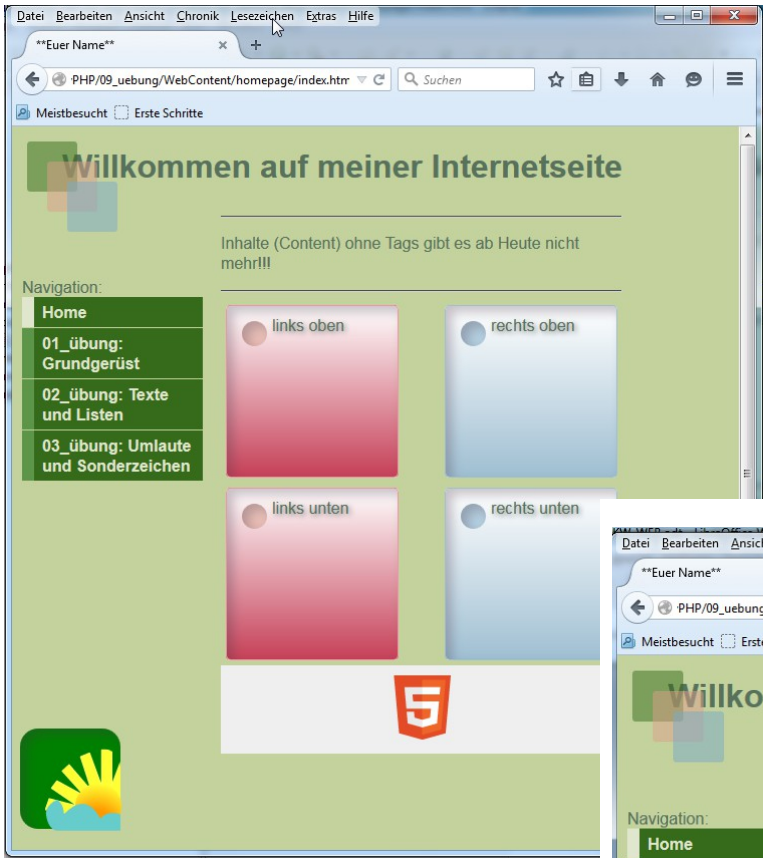 Datei Bearbeiten Ansicht Chronik Lesezeichen Extras Hilfe
**Euer Name**
PHP/09_uebung/WebContent/homepage/index.htm
Suchen
Meistbesucht Erste Schritte
Willkommen auf meiner Internetseite
Inhalte (Content) ohne Tags gibt es ab Heute nicht
mehr!!!
Navigation:
Home
01_übung:
Grundgerüst
02_übung: Texte
und Listen
03_übung: Umlaute
und Sonderzeichen
links oben
rechts oben
links unten
rechts unten
5
Datei Bearbeiten Ansich
**Euer Name**
PHP/09_uebung
Meistbesucht Erste
Willko
Navigation:
Home